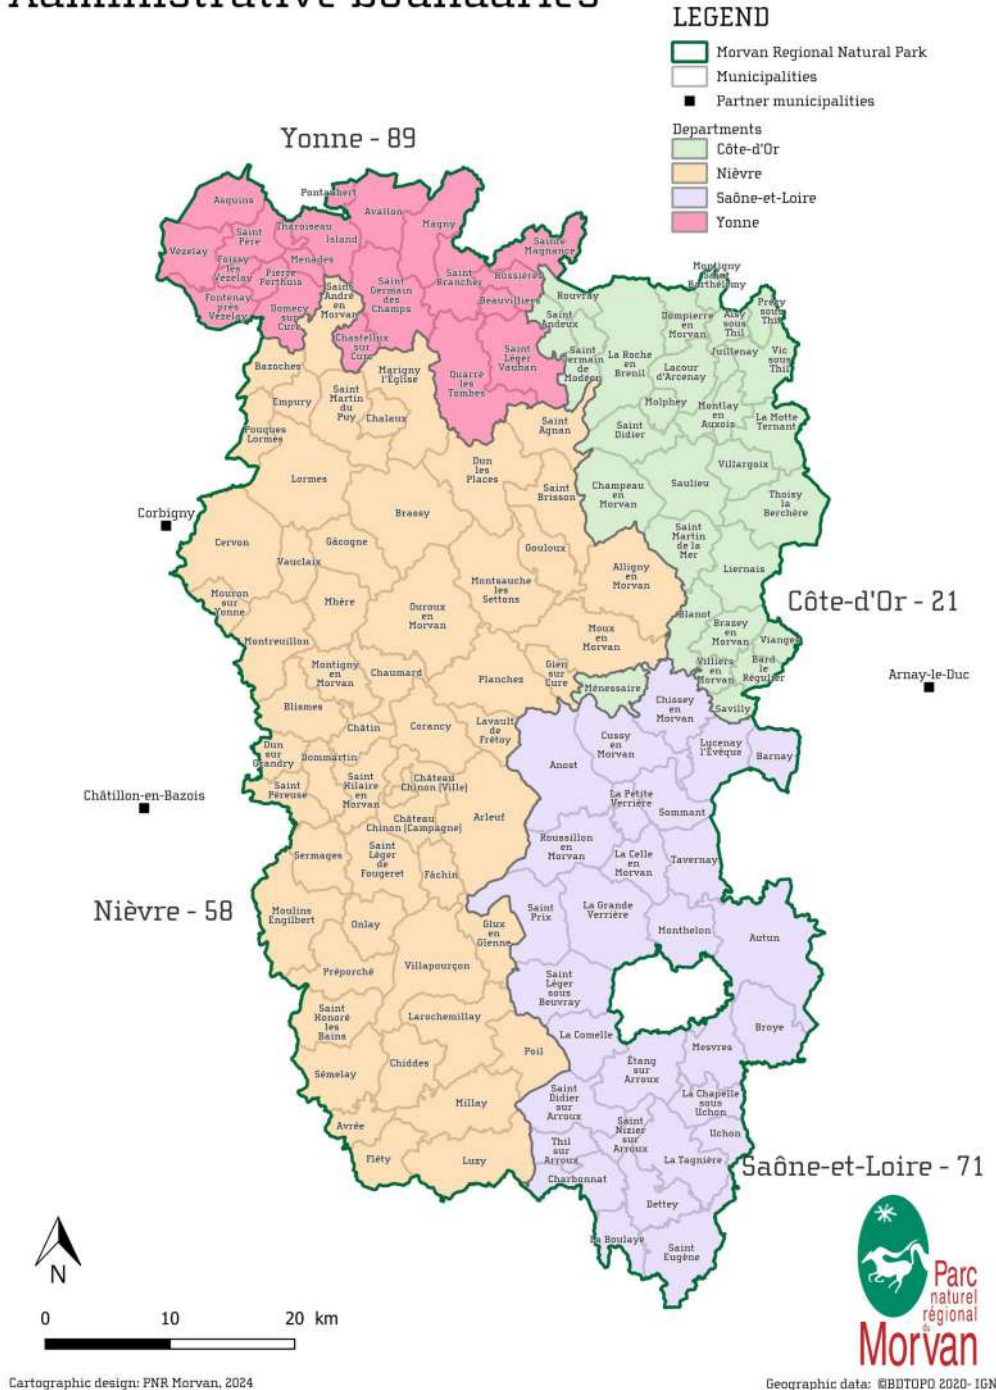 Administrative boundaries
LEGEND
Morvan Regional Natural Park
Municipalities
Partner municipalities
Departments
Côte-d'Or
Nièvre
Saône-et-Loire
Yonne
Yonne - 89
Asquins
Pontaubert
Avallon
Magny
Vézelay
Saint
Père
Tharoiseau
Island
Menades
Foissy
les
Vézelay
Pierre
Perthuis
Fontenay
près
Vézelay
Domecy
sur
Cure
Saint
André
en
Morvan
Saint
Germain
des
Champs
Saint
Brancher
Sainte
Magnance
Bussières
Beauvilliers
Chastellux
sur
Cure
Saint
Léger
Vauban
Quarré
les
Tombes
Rouvray
Saint
Andeux
Saint
Germain
de
Modéon
La Roche
en
Brenil
Montigny
Saint
Barthélemy
Dompierre
en
Morvan
Aisy
sous
Thil
Précy
sous
Thil
Juillenay
Vic
sous
Thil
Lacour
d'Arcenay
Molphey
Montlay
en
Auxois
La Motte
Ternant
Saint
Didier
Villargoix
Saulieu
Thoisy
la
Berchère
Champeau
en
Morvan
Saint
Martin
de la
Mer
Liernais
Blanot
Brazey
en
Morvan
Vianges
Villiers
en
Morvan
Bard
le
Régulier
Savilly
Ménessaire
Côte-d'Or - 21
Arnay-le-Duc
Bazoches
Marigny
l'Église
Empury
Saint
Martin
du
Puy
Chalaux
Pouques
Lormes
Saint
Agnan
Dun
les
Places
Lormes
Saint
Brisson
Brassy
Corbigny
Cervon
Gâcogne
Gouloux
Vauclaix
Alligny
en
Morvan
Mouron
sur
Yonne
Mhère
Montsauche
les
Settons
Ouroux
en
Morvan
Moux
en
Morvan
Montreuillon
Montigny
en
Morvan
Chaumard
Planchez
Gien
sur
Cure
Blismes
Châtin
Corancy
Lavault
de
Frétoy
Dun
sur
Grandry
Dommartin
Saint
Péreuse
Saint
Hilaire
en
Morvan
Château
Chinon (Ville)
Château
Chinon (Campagne)
Arleuf
Châtillon-en-Bazois
Sermages
Saint
Léger
de
Fougeret
Fâchin
Nièvre - 58
Moulins
Engilbert
Onlay
Glux
en
Glenne
Villapourçon
Préporché
Saint
Honoré
les
Bains
Larochemillay
Poil
Chiddes
Sémelay
Millay
Avrée
Fléty
Luzy
Chissey
en
Morvan
Cussy
en
Morvan
Lucenay
l'Évêque
Barnay
Anost
La Petite
Verrière
Sommant
Roussillon
en
Morvan
La Celle
en
Morvan
Tavernay
Saint
Prix
La Grande
Verrière
Monthelon
Autun
Saint
Léger
sous
Beuvray
La Comelle
Broye
Mesvres
Étang
sur
Arroux
Saint
Didier
sur
Arroux
La Chapelle
sous
Uchon
Saint
Nizier
sur
Arroux
Uchon
Thil
sur
Arroux
La Tagnière
Charbonnat
Dettey
La Boulaye
Saint
Eugène
Saône-et-Loire - 71
N
0 10 20 km
Parc
naturel
régional
du
Morvan
Cartographic design: PNR Morvan, 2024
Geographic data: ©BDTOPO 2020- IGN